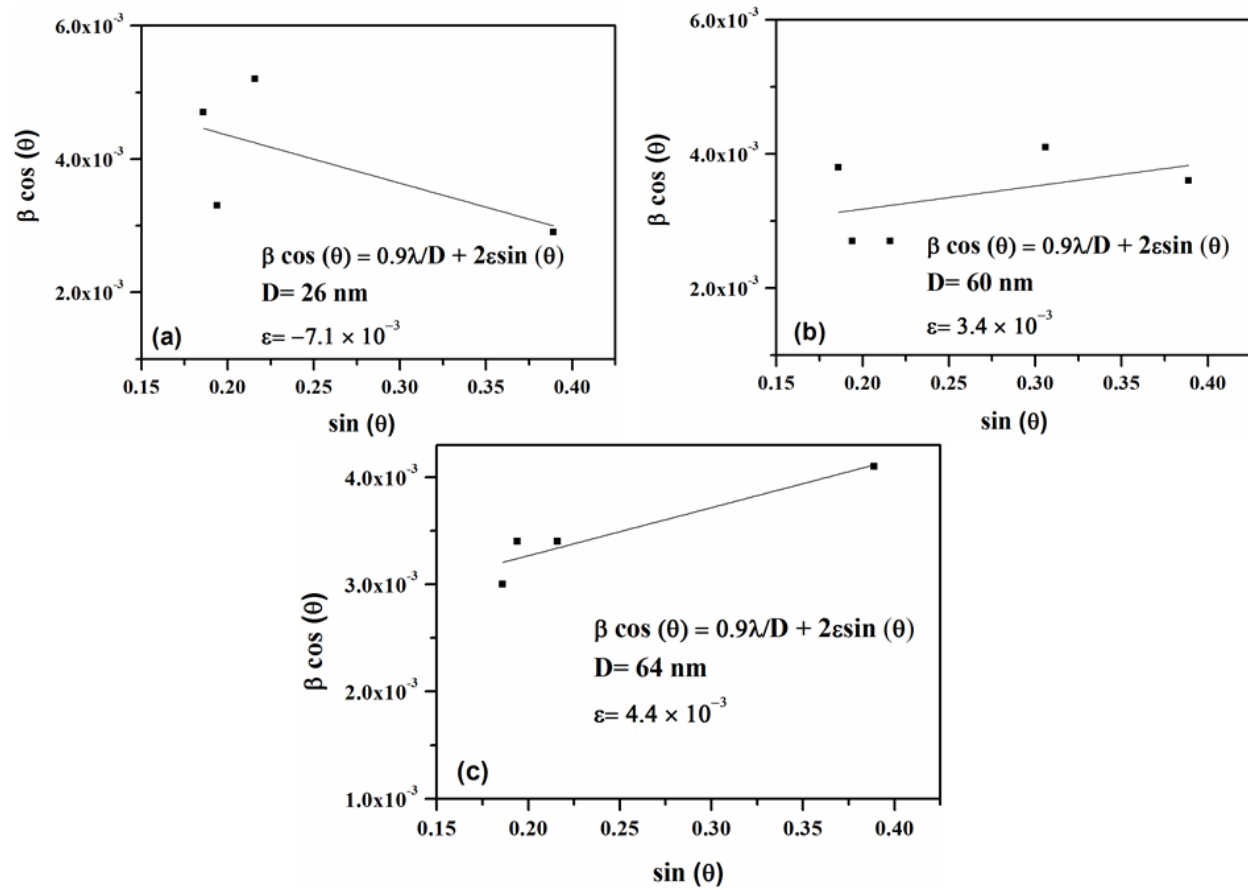 6.0x10⁻³
4.0x10⁻³
2.0x10⁻³
β cos (θ)
β cos (θ) = 0.9λ/D + 2εsin (θ)
D= 26 nm
ε= −7.1 × 10⁻³
(a)
0.15 0.20 0.25 0.30 0.35 0.40
sin (θ)
6.0x10⁻³
4.0x10⁻³
2.0x10⁻³
β cos (θ)
β cos (θ) = 0.9λ/D + 2εsin (θ)
D= 60 nm
ε= 3.4 × 10⁻³
(b)
0.15 0.20 0.25 0.30 0.35 0.40
sin (θ)
4.0x10⁻³
3.0x10⁻³
2.0x10⁻³
1.0x10⁻³
β cos (θ)
β cos (θ) = 0.9λ/D + 2εsin (θ)
D= 64 nm
ε= 4.4 × 10⁻³
(c)
0.15 0.20 0.25 0.30 0.35 0.40
sin (θ)